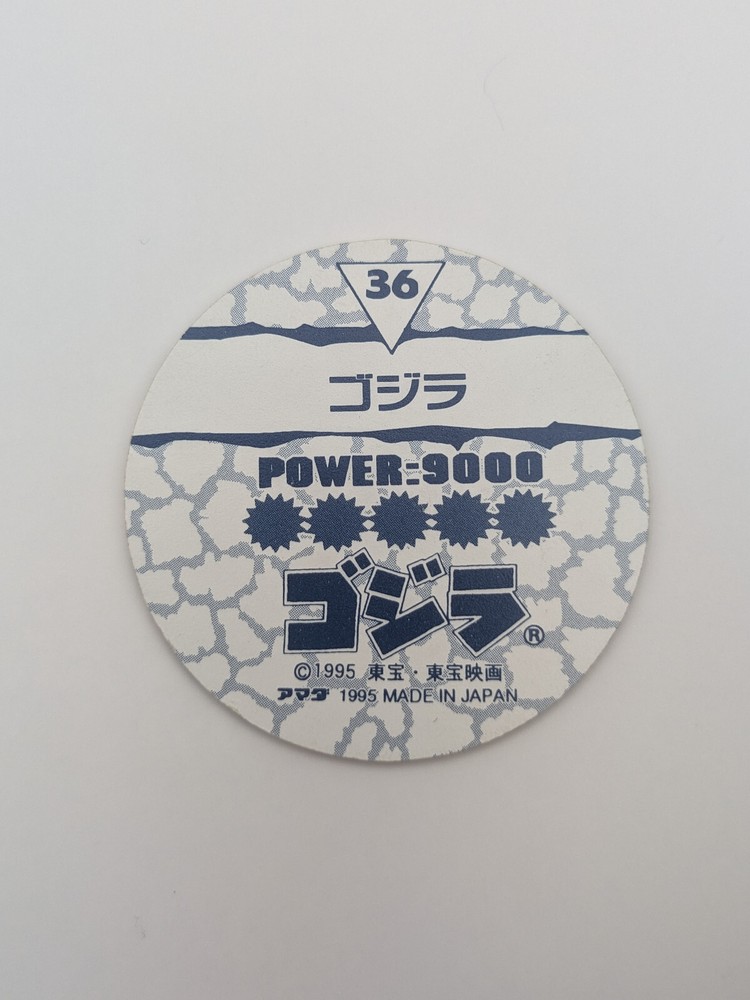 36
ゴジラ
POWER:9000
ゴジラ®
©1995 東宝・東宝映画
アマダ 1995 MADE IN JAPAN